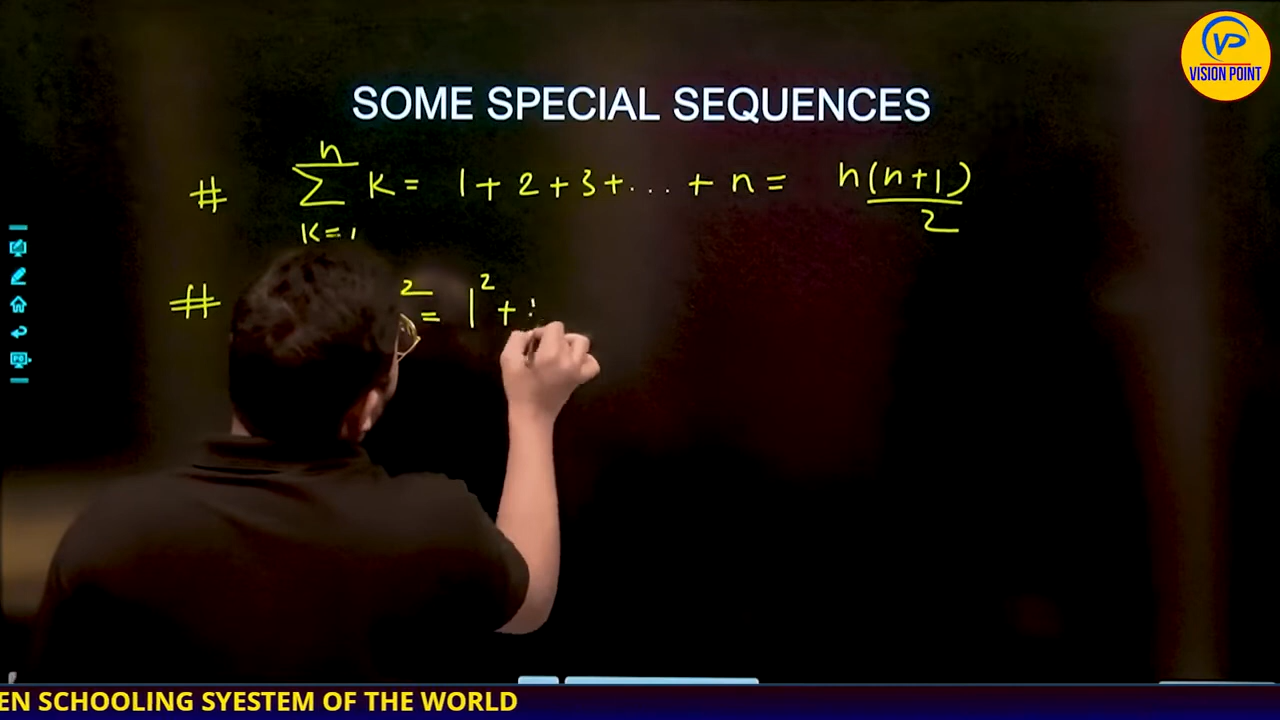 VP
VISION POINT
SOME SPECIAL SEQUENCES
# n∑k=1 K = 1 + 2 + 3 + ... + n = n(n+1)/2
# ² = 1² +
EN SCHOOLING SYESTEM OF THE WORLD